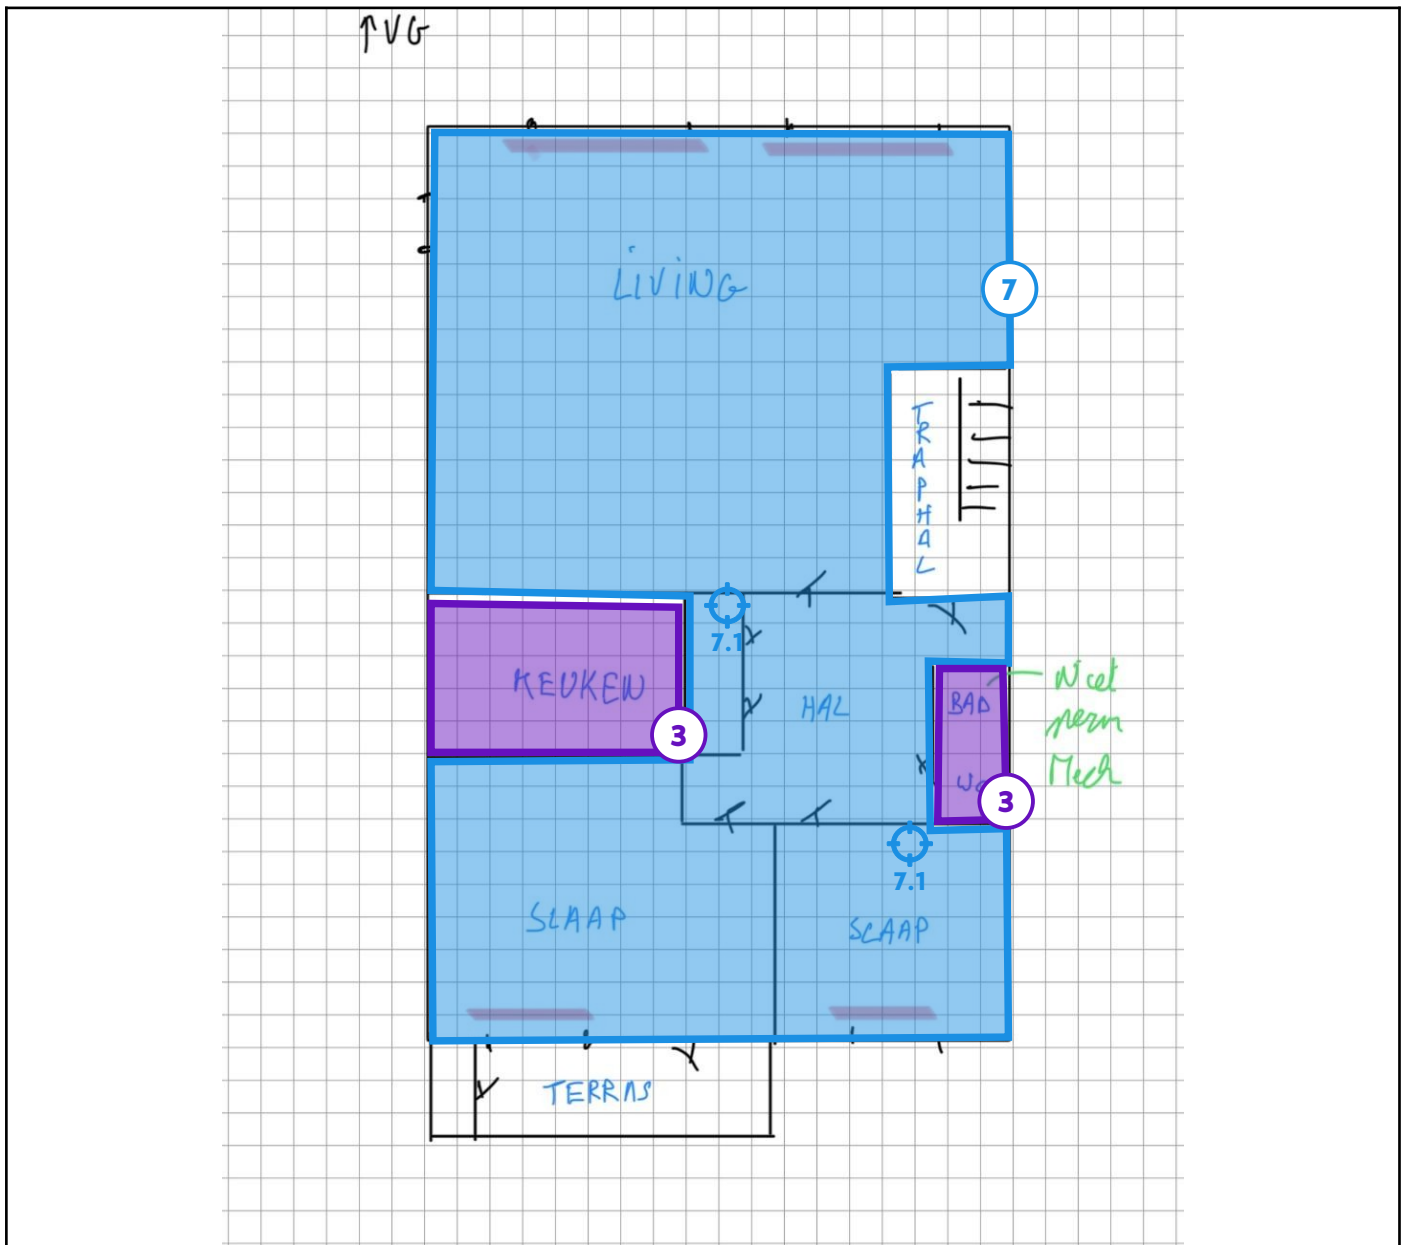 ↑VG
LIVING
7
TRAPHAL
7.1
KEUKEN
3
HAL
BAD
WC
3
Niet
perm
Mech
7.1
SLAAP
SLAAP
TERRAS